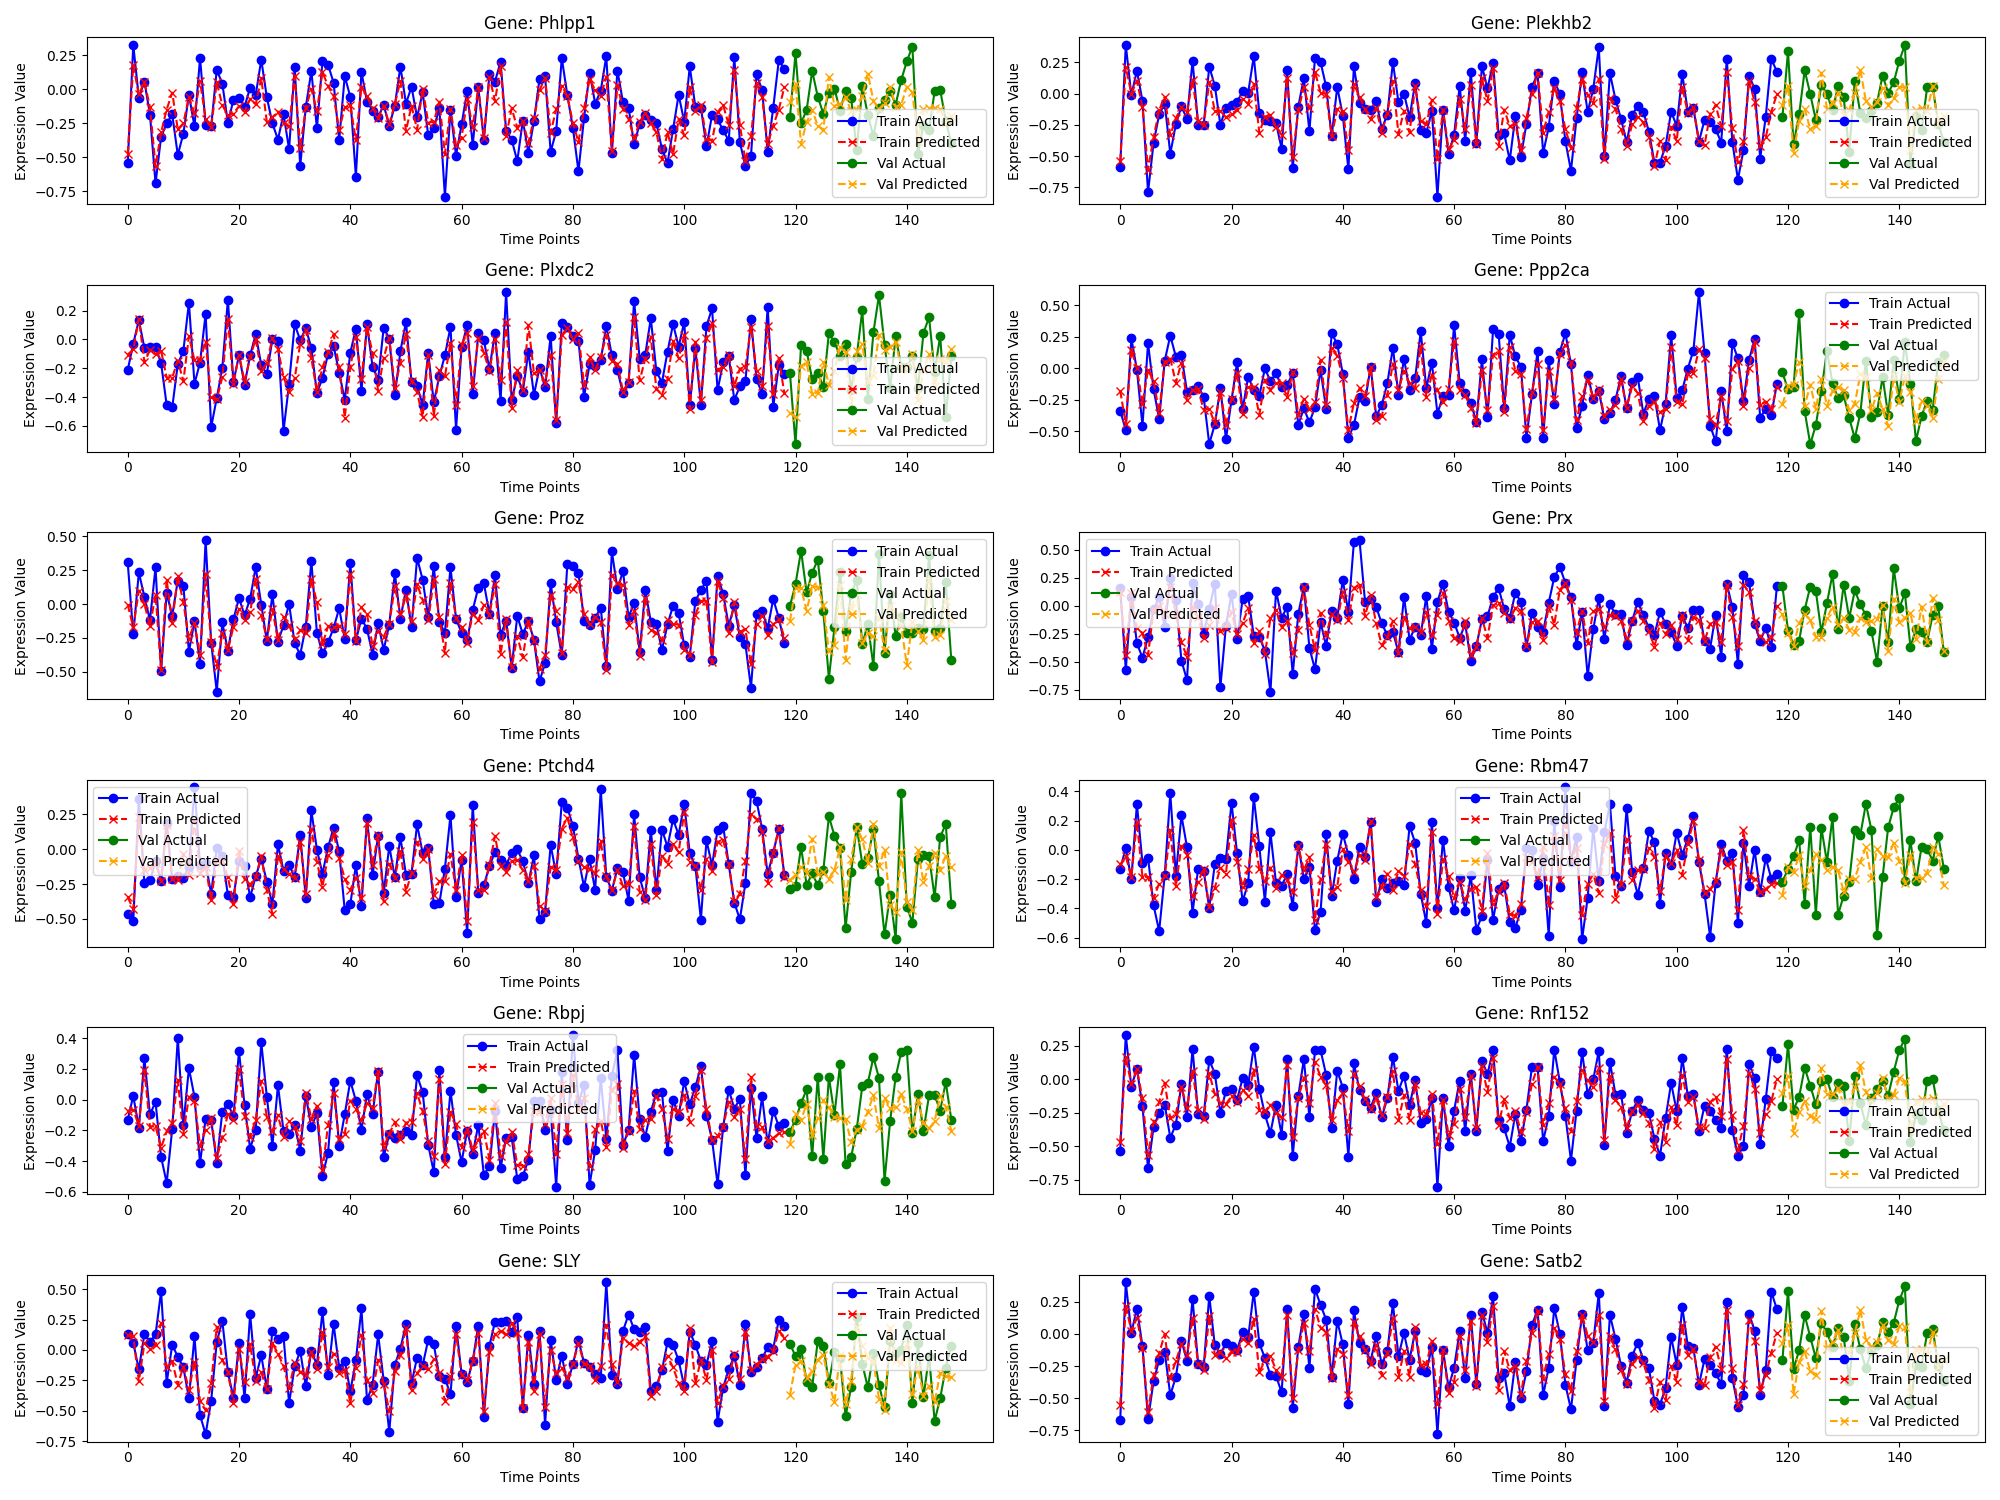 Gene: Phlpp1
Expression Value
0.25
0.00
−0.25
−0.50
−0.75
0
20
40
60
80
100
120
140
Time Points
Train Actual
Train Predicted
Val Actual
Val Predicted
Gene: Plekhb2
Expression Value
0.25
0.00
−0.25
−0.50
−0.75
0
20
40
60
80
100
120
140
Time Points
Train Actual
Train Predicted
Val Actual
Val Predicted
Gene: Plxdc2
Expression Value
0.2
0.0
−0.2
−0.4
−0.6
0
20
40
60
80
100
120
140
Time Points
Train Actual
Train Predicted
Val Actual
Val Predicted
Gene: Ppp2ca
Expression Value
0.50
0.25
0.00
−0.25
−0.50
0
20
40
60
80
100
120
140
Time Points
Train Actual
Train Predicted
Val Actual
Val Predicted
Gene: Proz
Expression Value
0.50
0.25
0.00
−0.25
−0.50
0
20
40
60
80
100
120
140
Time Points
Train Actual
Train Predicted
Val Actual
Val Predicted
Gene: Prx
Expression Value
0.50
0.25
0.00
−0.25
−0.50
−0.75
0
20
40
60
80
100
120
140
Time Points
Train Actual
Train Predicted
Val Actual
Val Predicted
Gene: Ptchd4
Expression Value
0.25
0.00
−0.25
−0.50
0
20
40
60
80
100
120
140
Time Points
Train Actual
Train Predicted
Val Actual
Val Predicted
Gene: Rbm47
Expression Value
0.4
0.2
0.0
−0.2
−0.4
−0.6
0
20
40
60
80
100
120
140
Time Points
Train Actual
Train Predicted
Val Actual
Val Predicted
Gene: Rbpj
Expression Value
0.4
0.2
0.0
−0.2
−0.4
−0.6
0
20
40
60
80
100
120
140
Time Points
Train Actual
Train Predicted
Val Actual
Val Predicted
Gene: Rnf152
Expression Value
0.25
0.00
−0.25
−0.50
−0.75
0
20
40
60
80
100
120
140
Time Points
Train Actual
Train Predicted
Val Actual
Val Predicted
Gene: SLY
Expression Value
0.50
0.25
0.00
−0.25
−0.50
−0.75
0
20
40
60
80
100
120
140
Time Points
Train Actual
Train Predicted
Val Actual
Val Predicted
Gene: Satb2
Expression Value
0.25
0.00
−0.25
−0.50
−0.75
0
20
40
60
80
100
120
140
Time Points
Train Actual
Train Predicted
Val Actual
Val Predicted